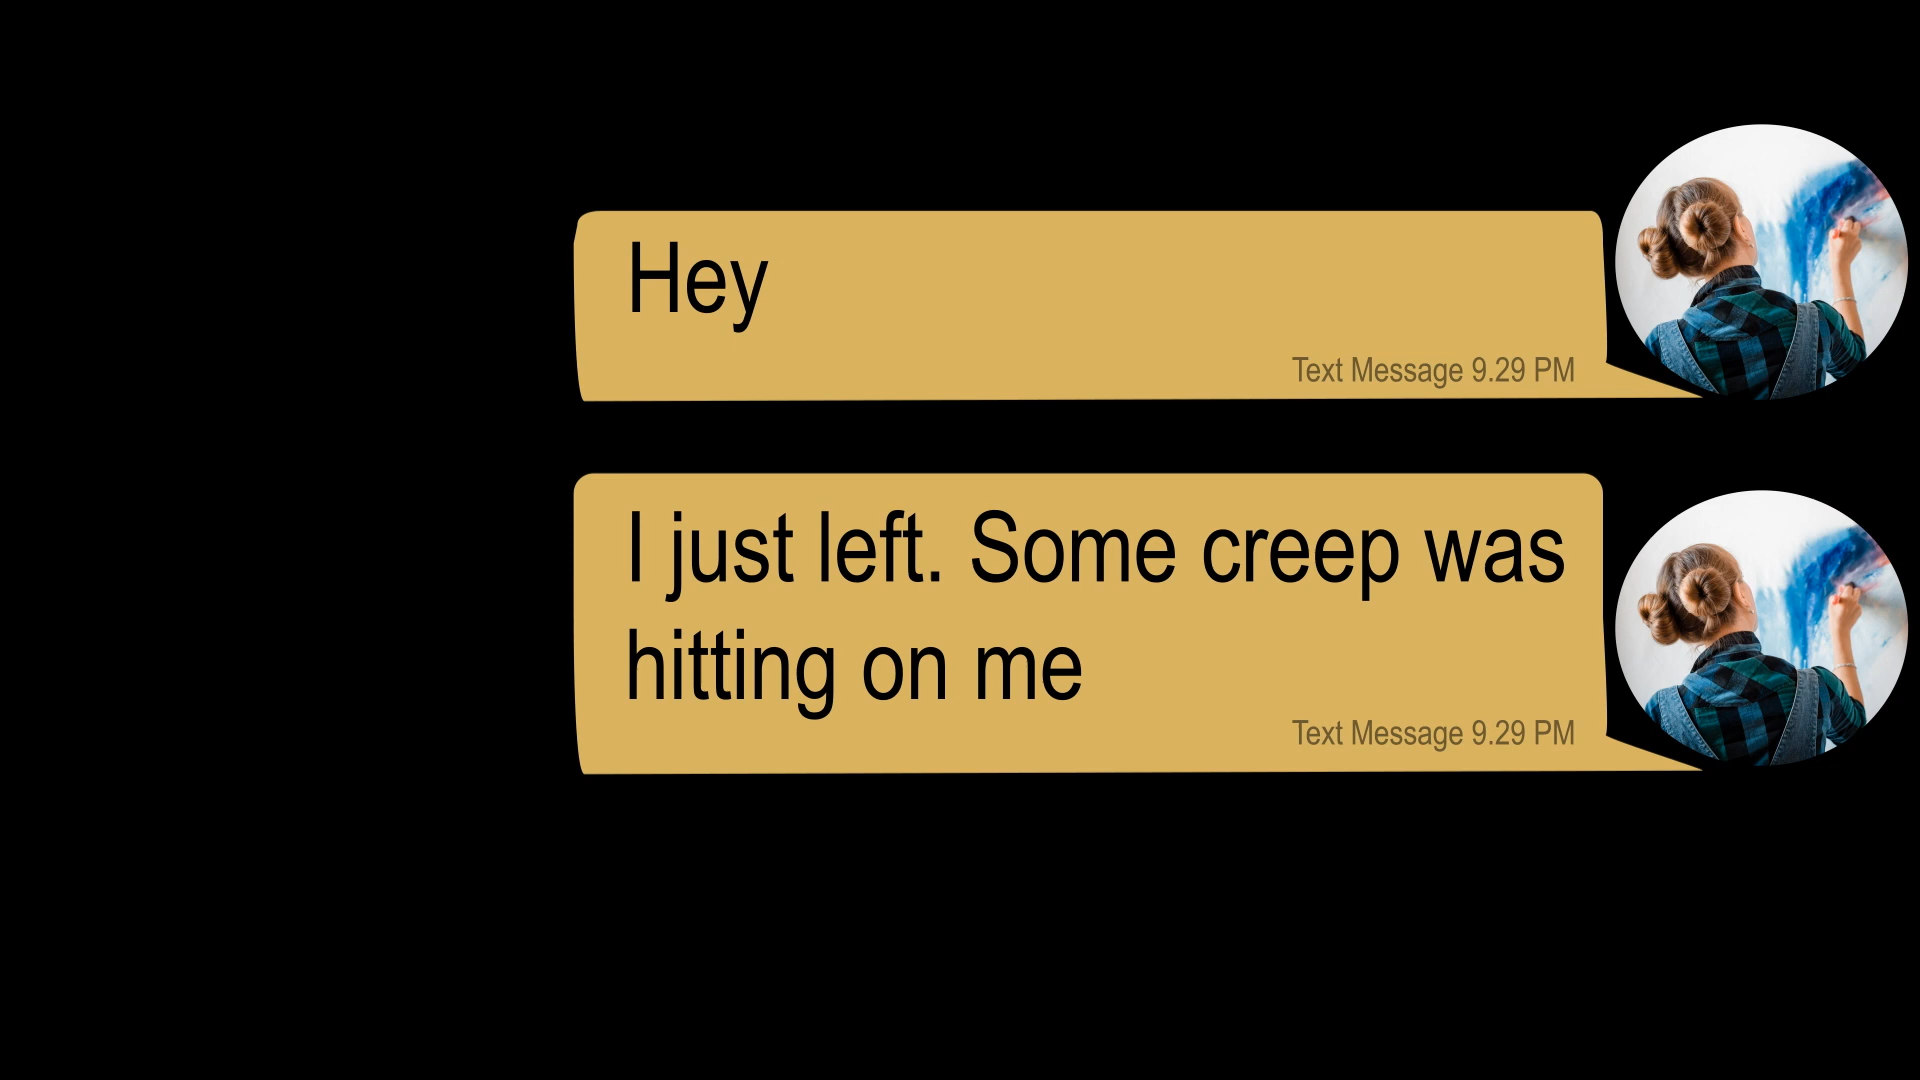 Hey
Text Message 9.29 PM
I just left. Some creep was
hitting on me
Text Message 9.29 PM